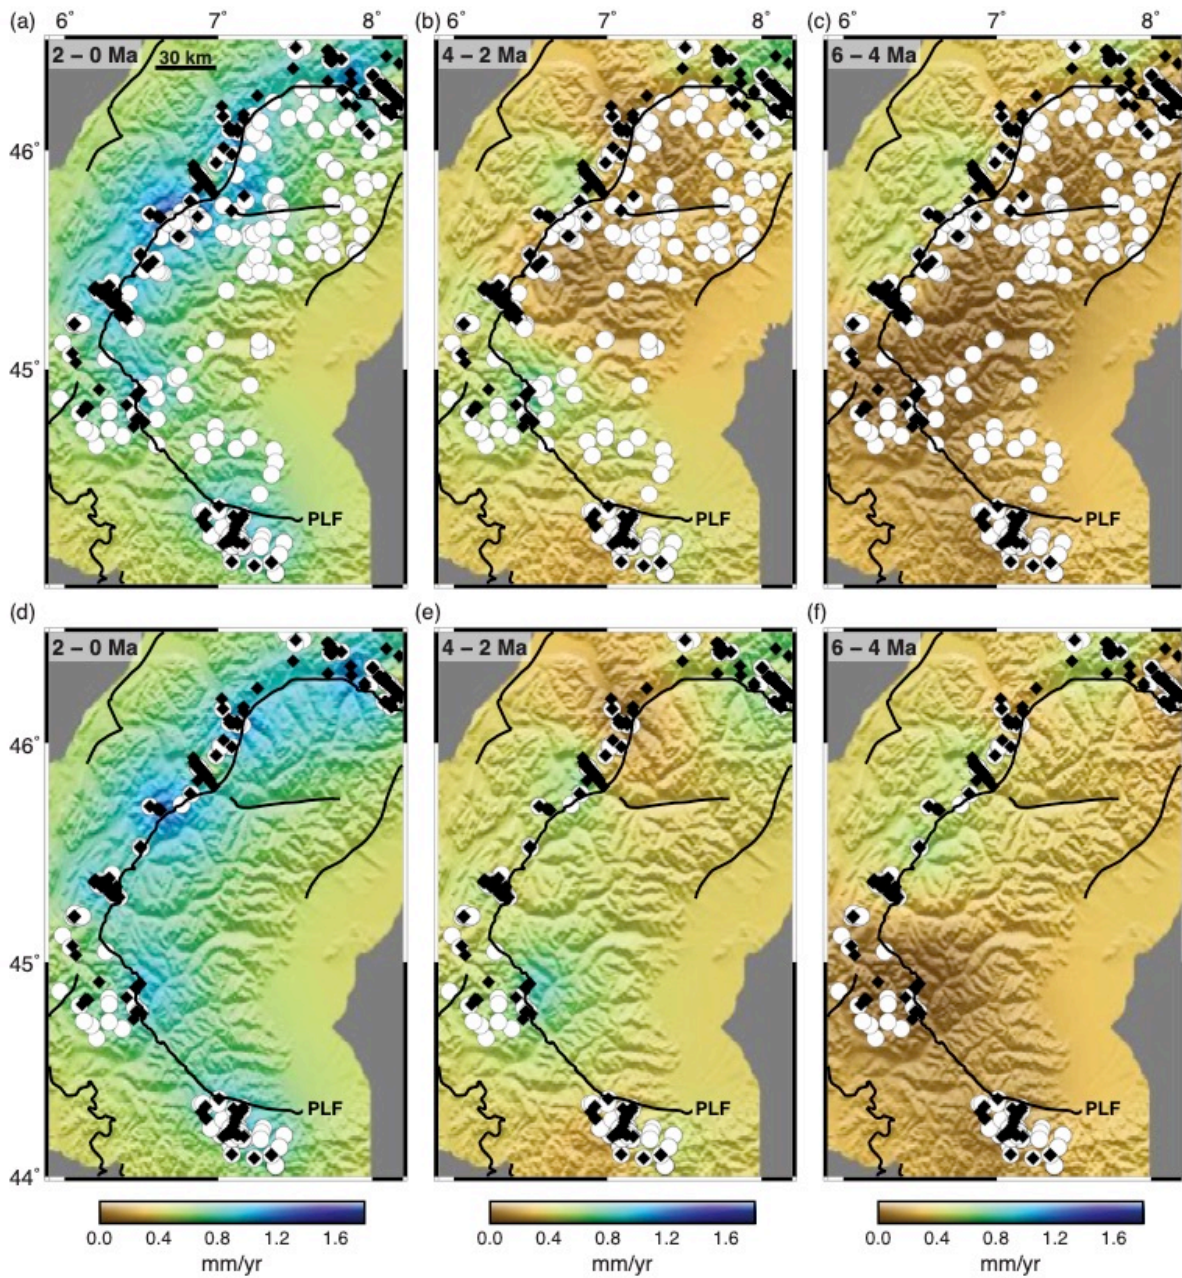 (a) 6° 7° 8° (b) 6° 7° 8° (c) 6° 7° 8°
2 – 0 Ma 30 km 4 – 2 Ma 6 – 4 Ma
46°
45°
PLF PLF PLF
(d) (e) (f)
2 – 0 Ma 4 – 2 Ma 6 – 4 Ma
46°
45°
PLF PLF PLF
44°
0.0 0.4 0.8 1.2 1.6 0.0 0.4 0.8 1.2 1.6 0.0 0.4 0.8 1.2 1.6
mm/yr mm/yr mm/yr